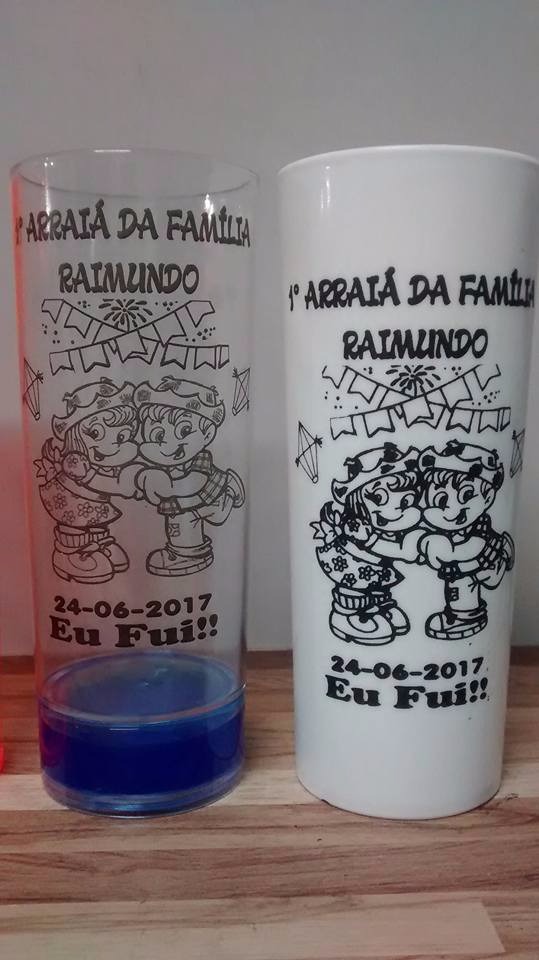 1º ARRAIÁ DA FAMÍLIA
RAIMUNDO
24-06-2017
Eu Fui!!
1º ARRAIÁ DA FAMÍLIA
RAIMUNDO
24-06-2017
Eu Fui!!